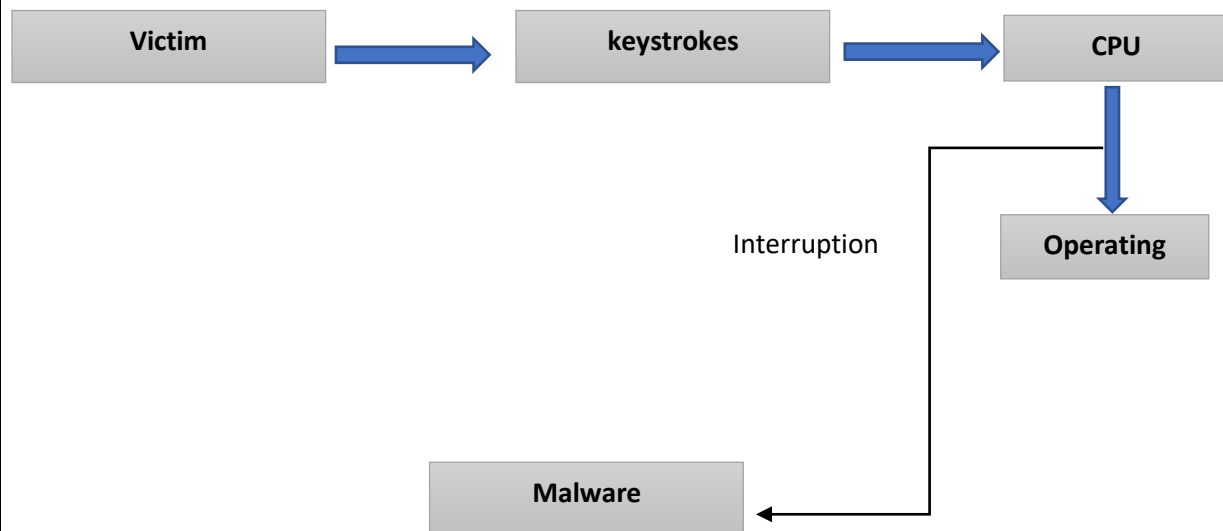 Victim
keystrokes
CPU
Interruption
Operating
Malware